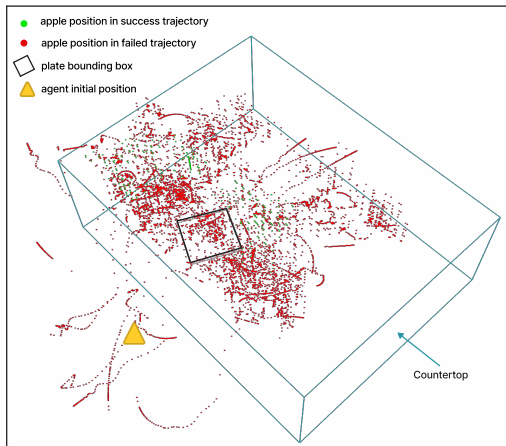 apple position in success trajectory
apple position in failed trajectory
plate bounding box
agent initial position
Countertop